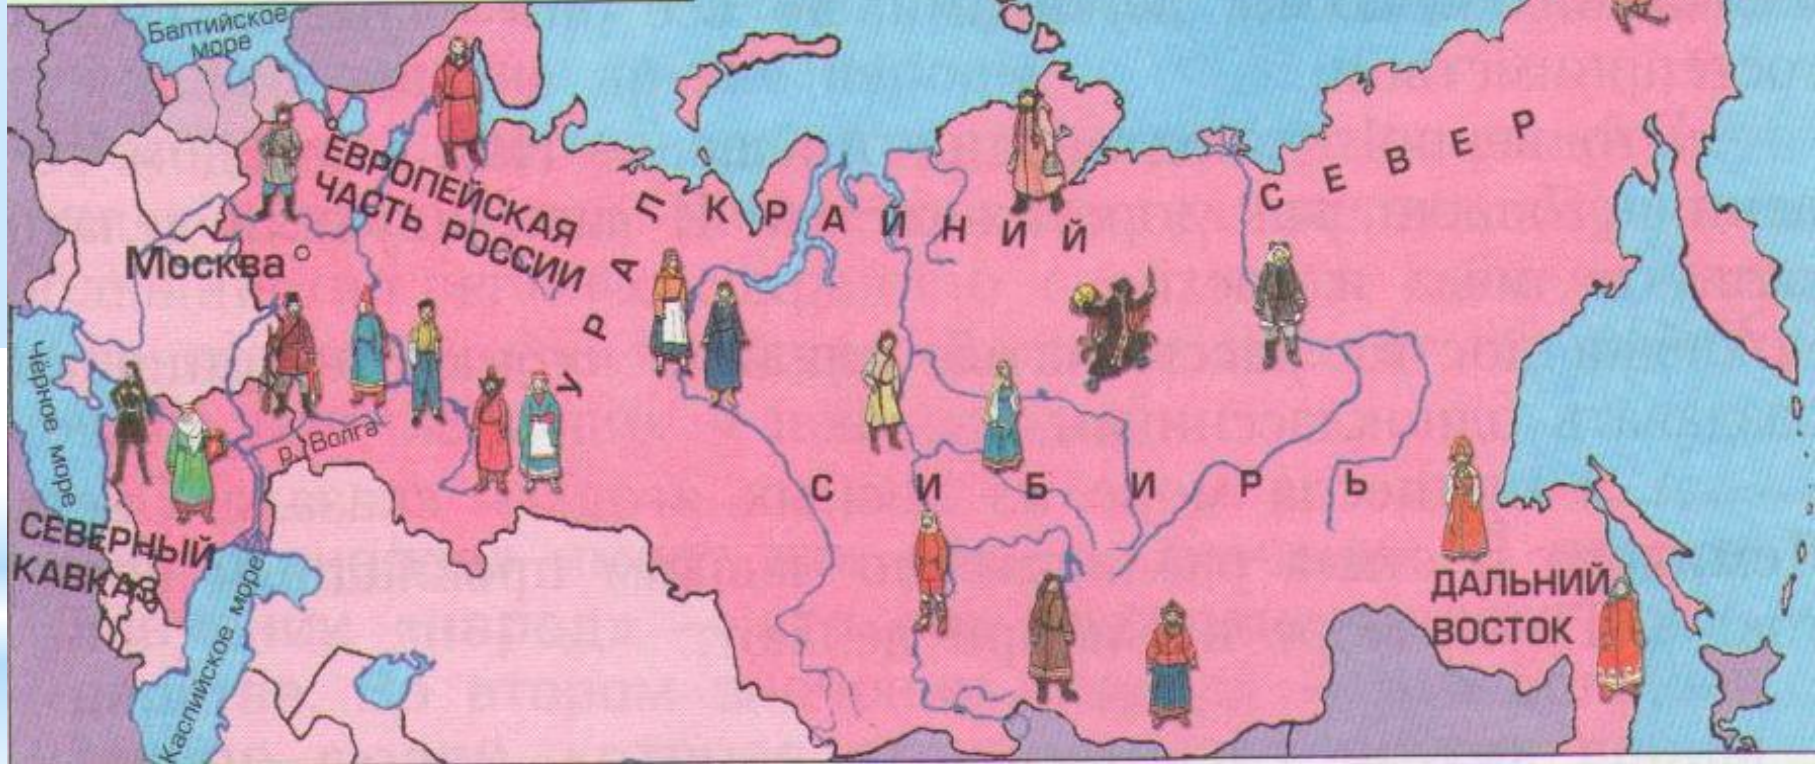 Балтийское
море
ЕВРОПЕЙСКАЯ
ЧАСТЬ РОССИИ
Москва
УРАЛ
КРАЙНИЙ СЕВЕР
Чёрное море
р. Волга
СИБИРЬ
СЕВЕРНЫЙ
КАВКАЗ
Каспийское море
ДАЛЬНИЙ
ВОСТОК